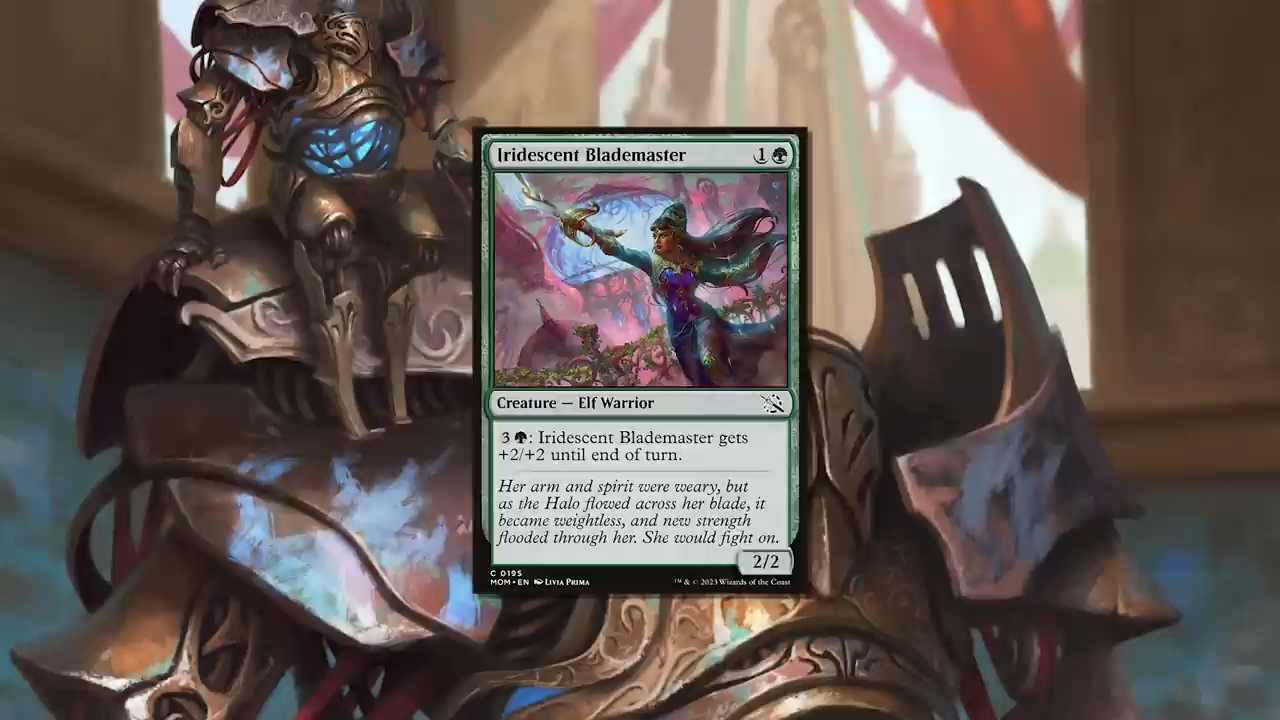 Iridescent Blademaster 1
Creature — Elf Warrior
3 : Iridescent Blademaster gets
+2/+2 until end of turn.
Her arm and spirit were weary, but
as the Halo flowed across her blade, it
became weightless, and new strength
flooded through her. She would fight on.
2/2
C 0195
MOM • EN LIVIA PRIMA ™ & © 2023 Wizards of the Coast